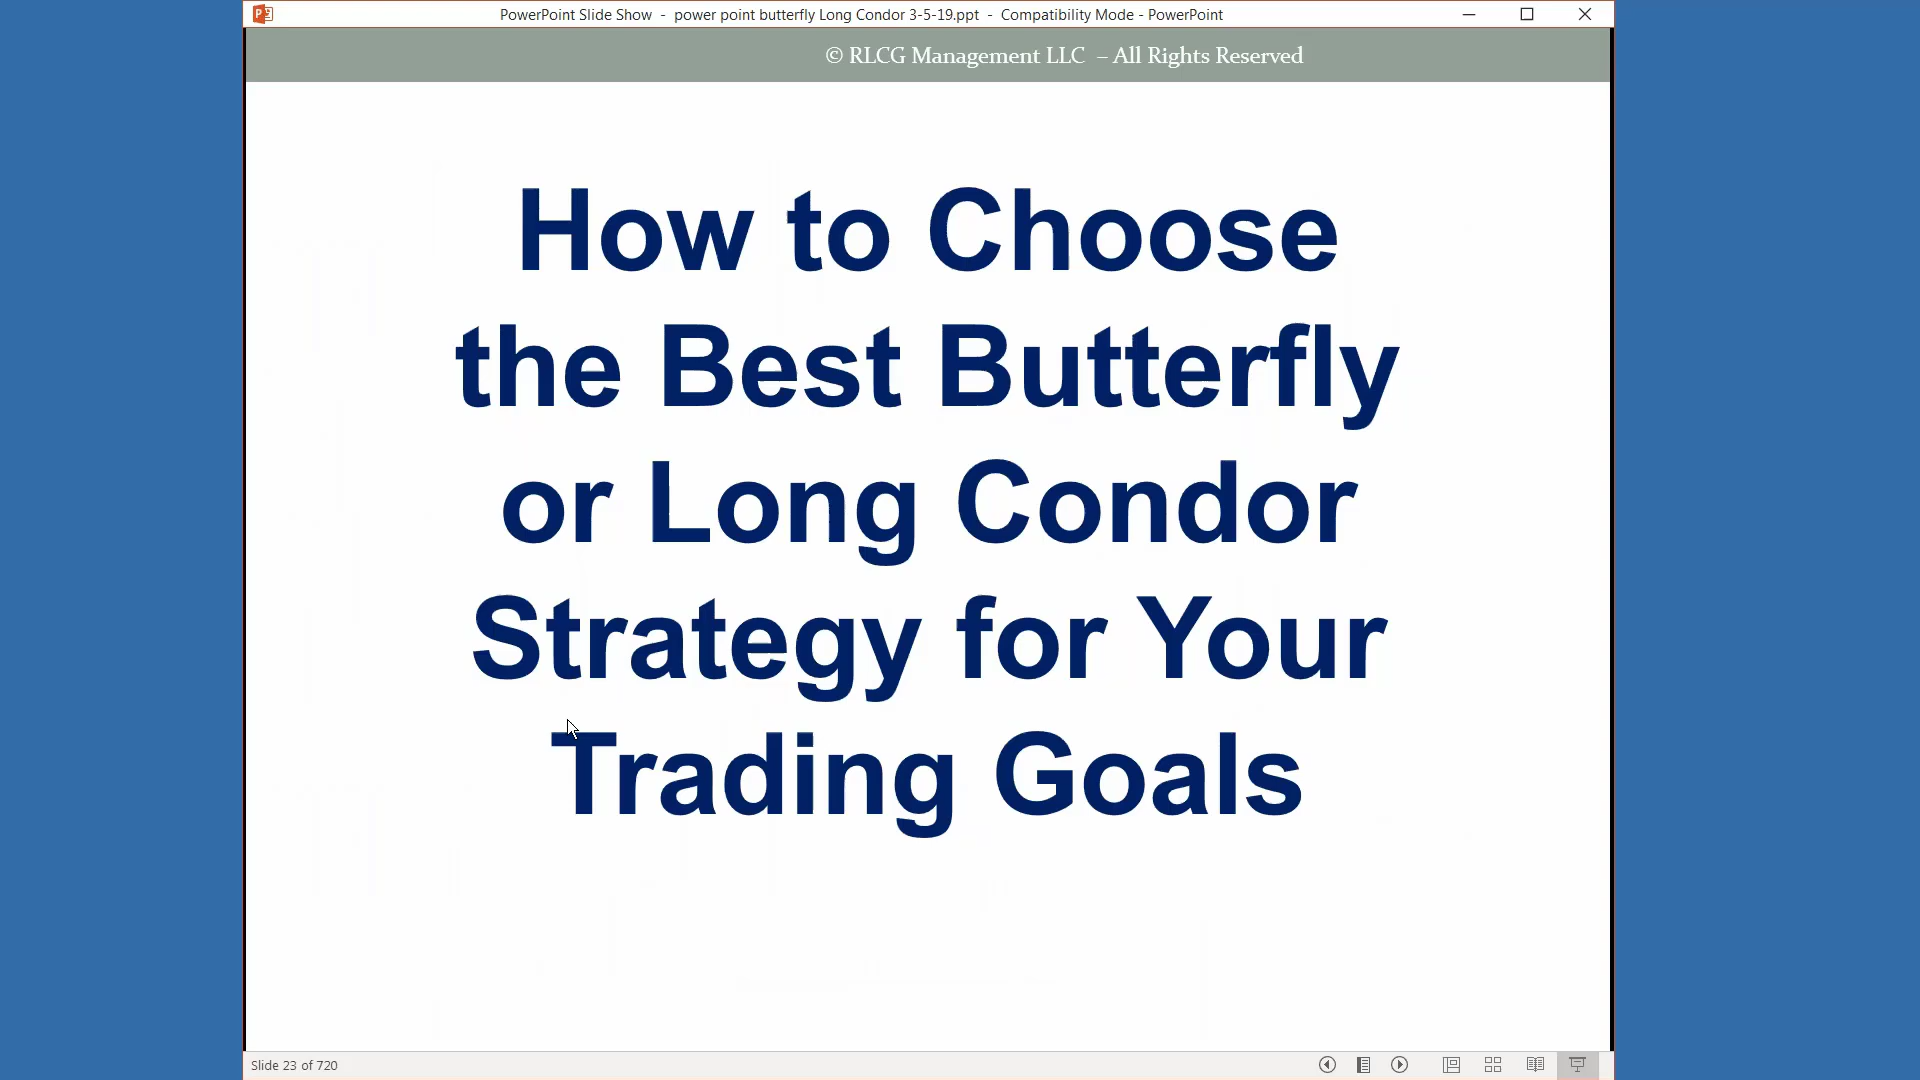 PowerPoint Slide Show - power point butterfly Long Condor 3-5-19.ppt - Compatibility Mode - PowerPoint
© RLCG Management LLC – All Rights Reserved
How to Choose
the Best Butterfly
or Long Condor
Strategy for Your
Trading Goals
Slide 23 of 720